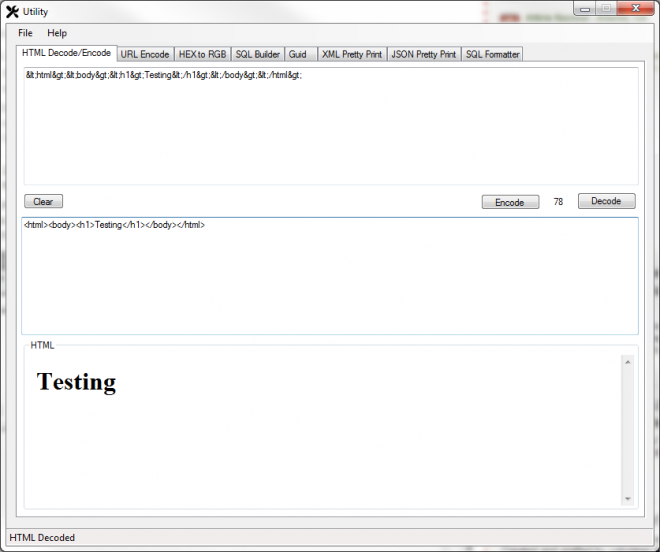 Utility
File Help
HTML Decode/Encode URL Encode HEX to RGB SQL Builder Guid XML Pretty Print JSON Pretty Print SQL Formatter
&lt;html&gt;&lt;body&gt;&lt;h1&gt;Testing&lt;/h1&gt;&lt;/body&gt;&lt;/html&gt;
Clear Encode 78 Decode
<html><body><h1>Testing</h1></body></html>
HTML
Testing
HTML Decoded